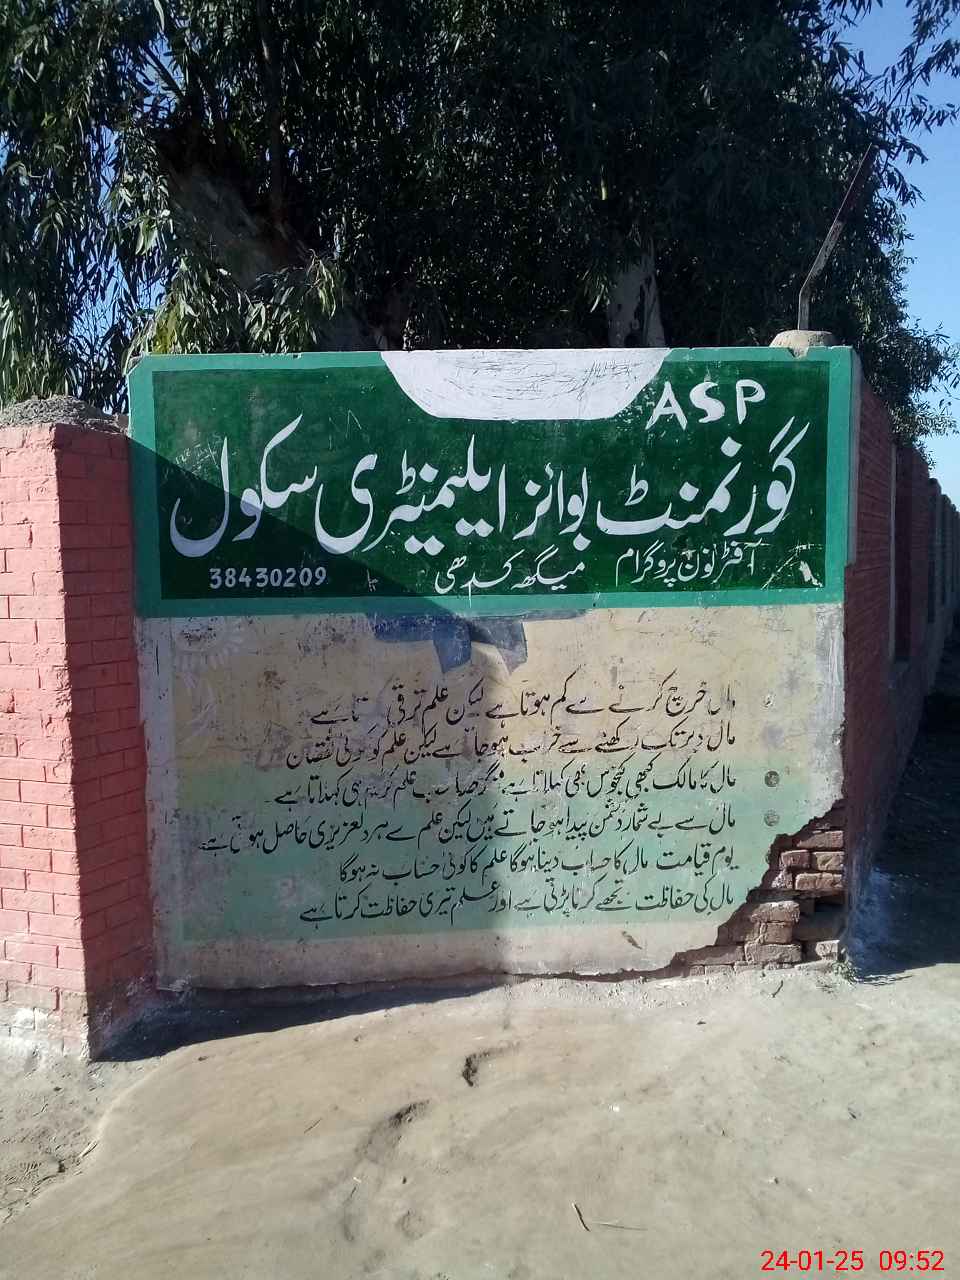 ASP
گورنمنٹ بوائز ایلیمنٹری سکول
آفٹر نون پروگرام میگھہ کدھی 38430209
مال خرچ کرنے سے کم ہوتا ہے لیکن علم ترقی تا ہے
مال دیر تک رکھنے سے خراب ہو جاتا ہے لیکن علم کو کوئی نقصان
مال کا مالک کبھی کنجوس بھی کہلاتا ہے مگر صاحب علم کریم ہی کہلاتا ہے
مال سے بے شمار دشمن پیدا ہو جاتے ہیں لیکن علم سے ہر دلعزیزی حاصل ہوتی ہے
یوم قیامت مال کا حساب دینا ہوگا علم کا کوئی حساب نہ ہوگا
مال کی حفاظت تجھے کرنا پڑتی ہے اور علم تیری حفاظت کرتا ہے
24-01-25 09:52